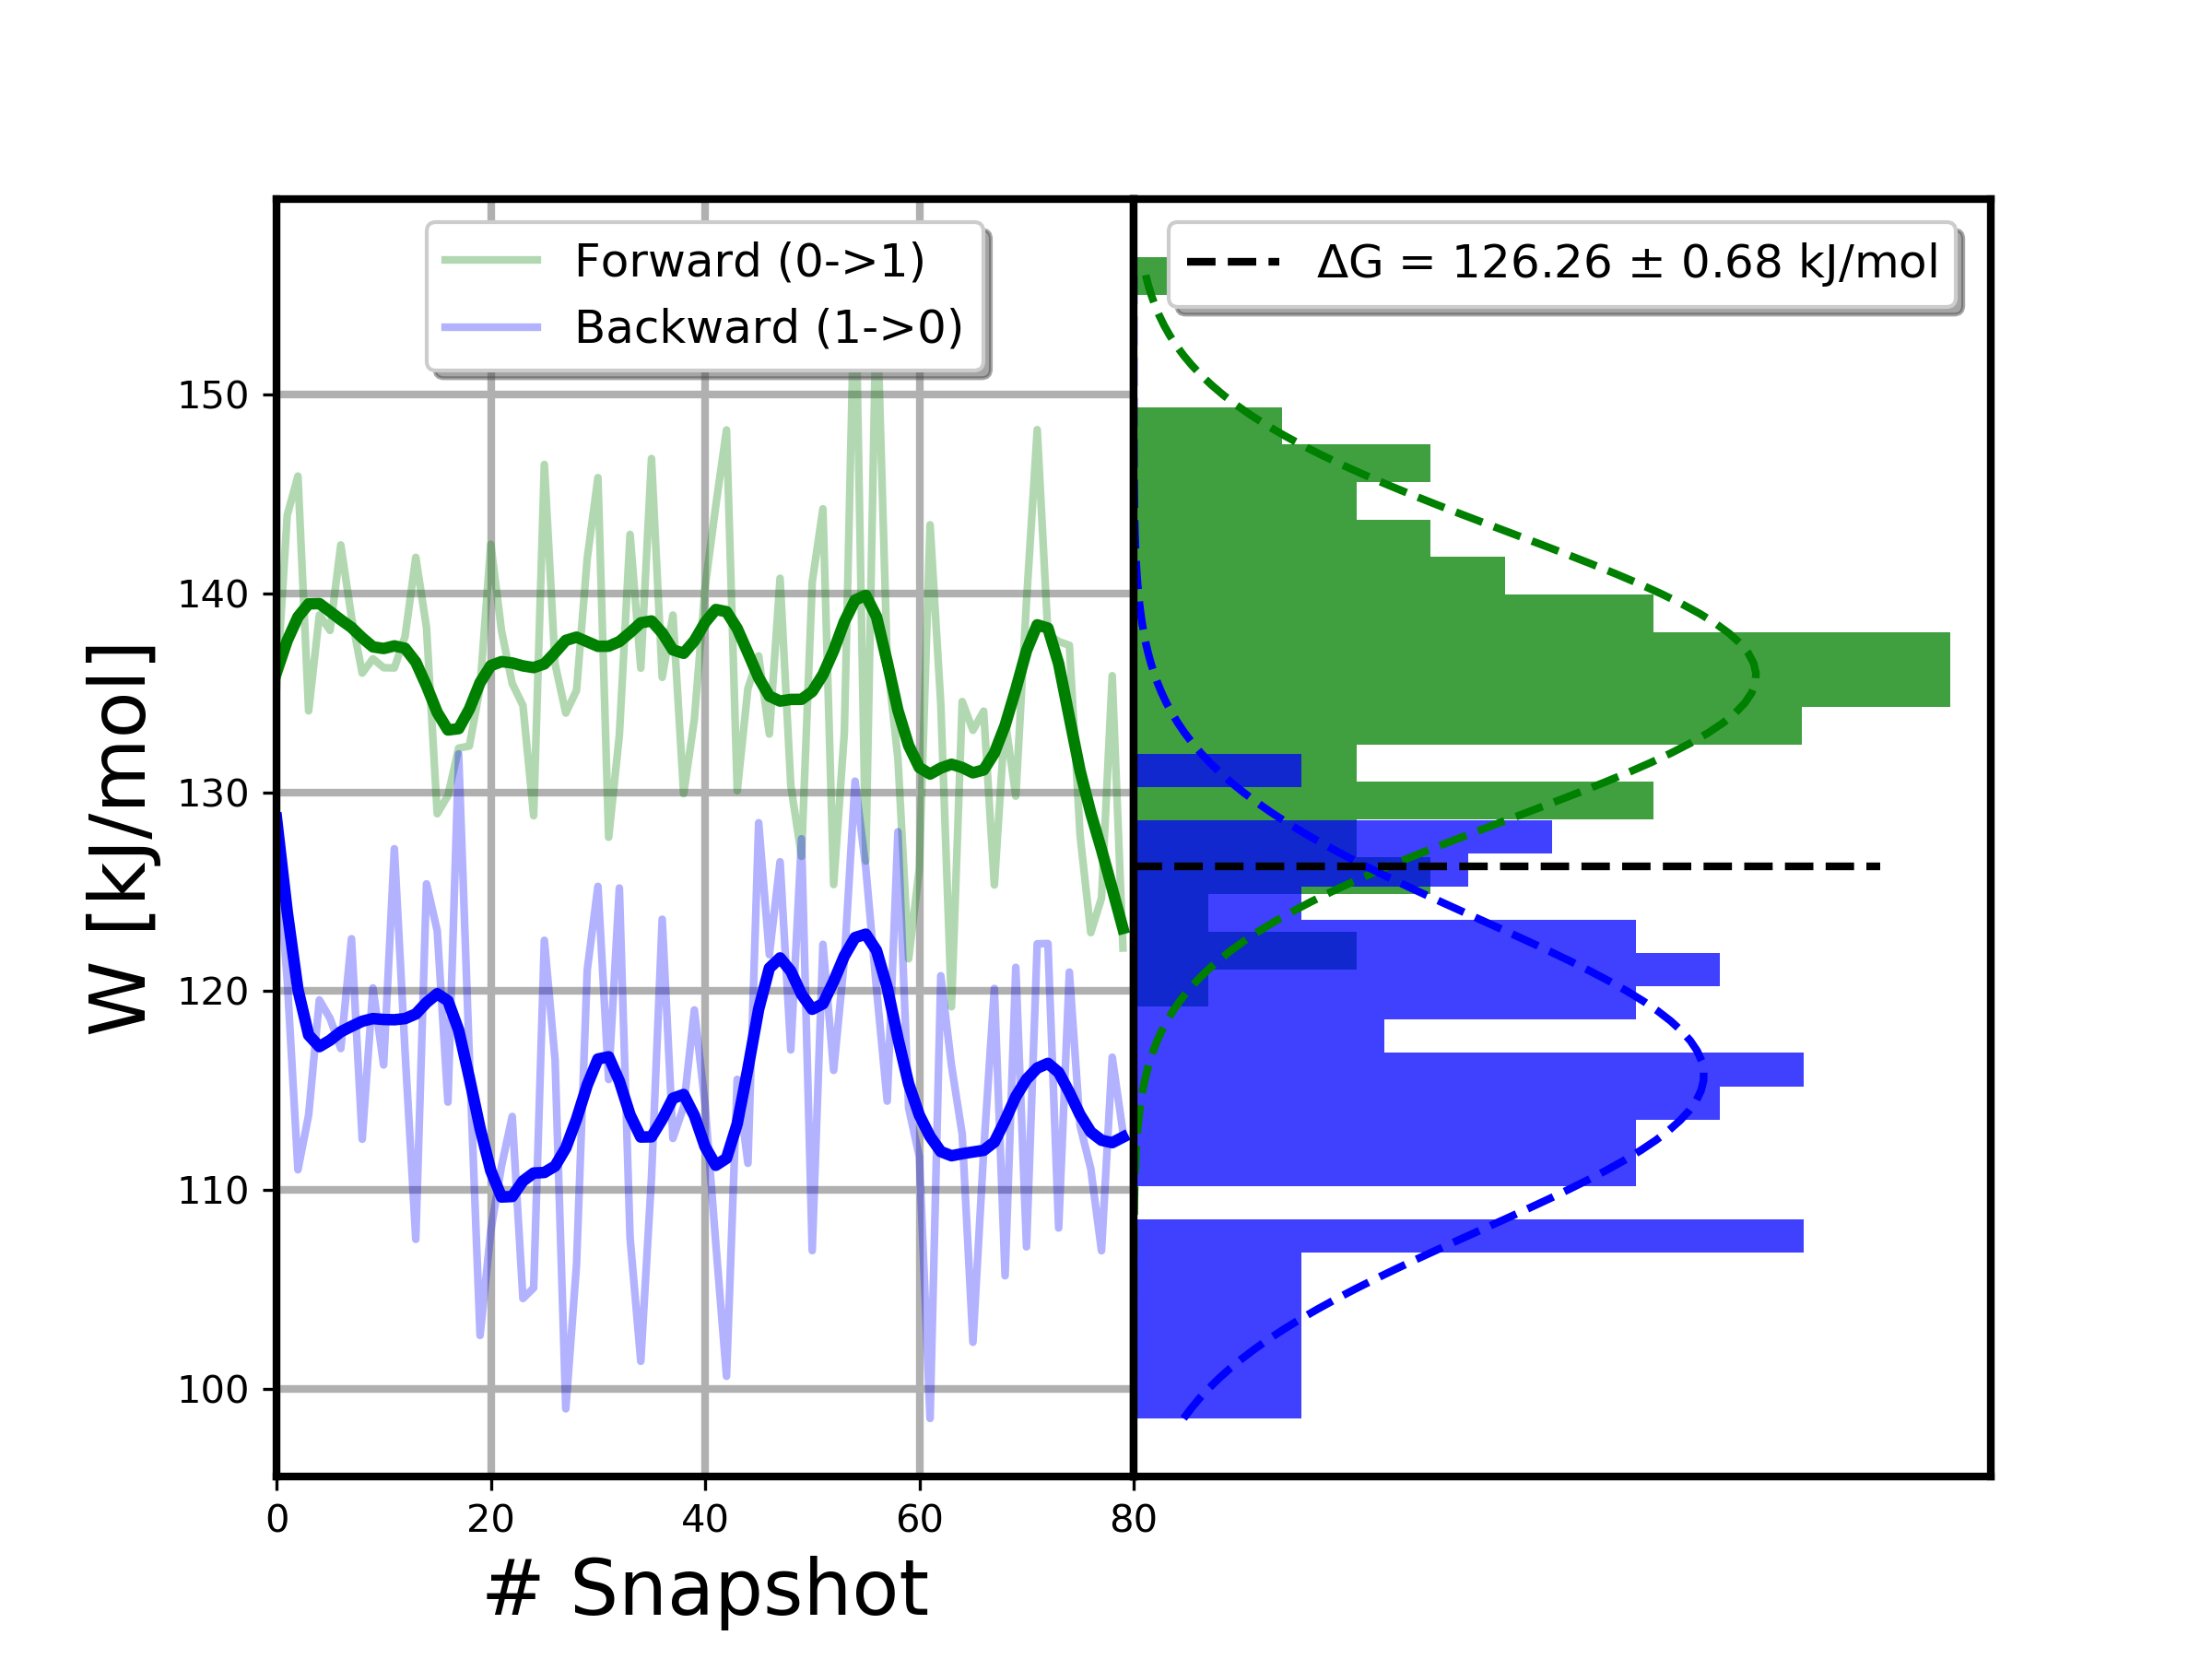 Forward (0->1)
Backward (1->0)
ΔG = 126.26 ± 0.68 kJ/mol
W [kJ/mol]
150
140
130
120
110
100
0
20
40
60
80
# Snapshot